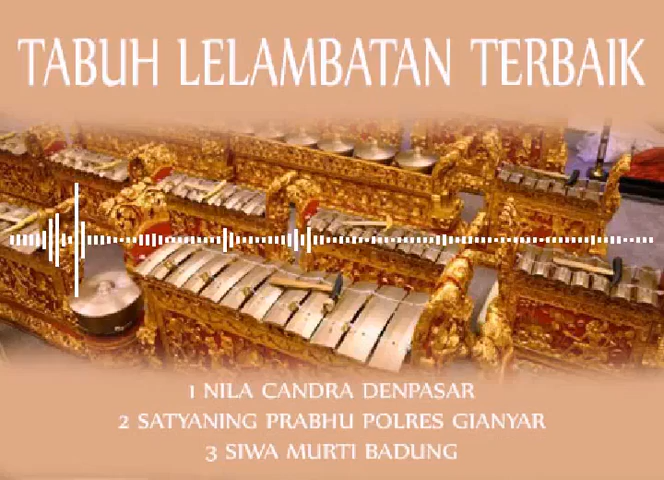 TABUH LELAMBATAN TERBAIK
1 NILA CANDRA DENPASAR
2 SATYANING PRABHU POLRES GIANYAR
3 SIWA MURTI BADUNG